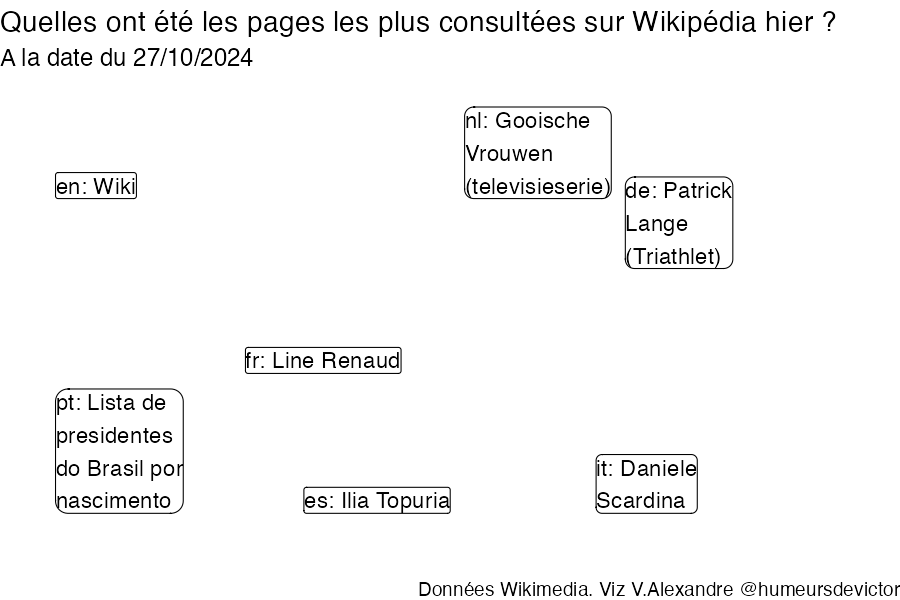 Quelles ont été les pages les plus consultées sur Wikipédia hier ?
A la date du 27/10/2024
nl: Gooische
Vrouwen
(televisieserie)
en: Wiki
de: Patrick
Lange
(Triathlet)
fr: Line Renaud
pt: Lista de
presidentes
do Brasil por
nascimento
es: Ilia Topuria
it: Daniele
Scardina
Données Wikimedia. Viz V.Alexandre @humeursdevictor